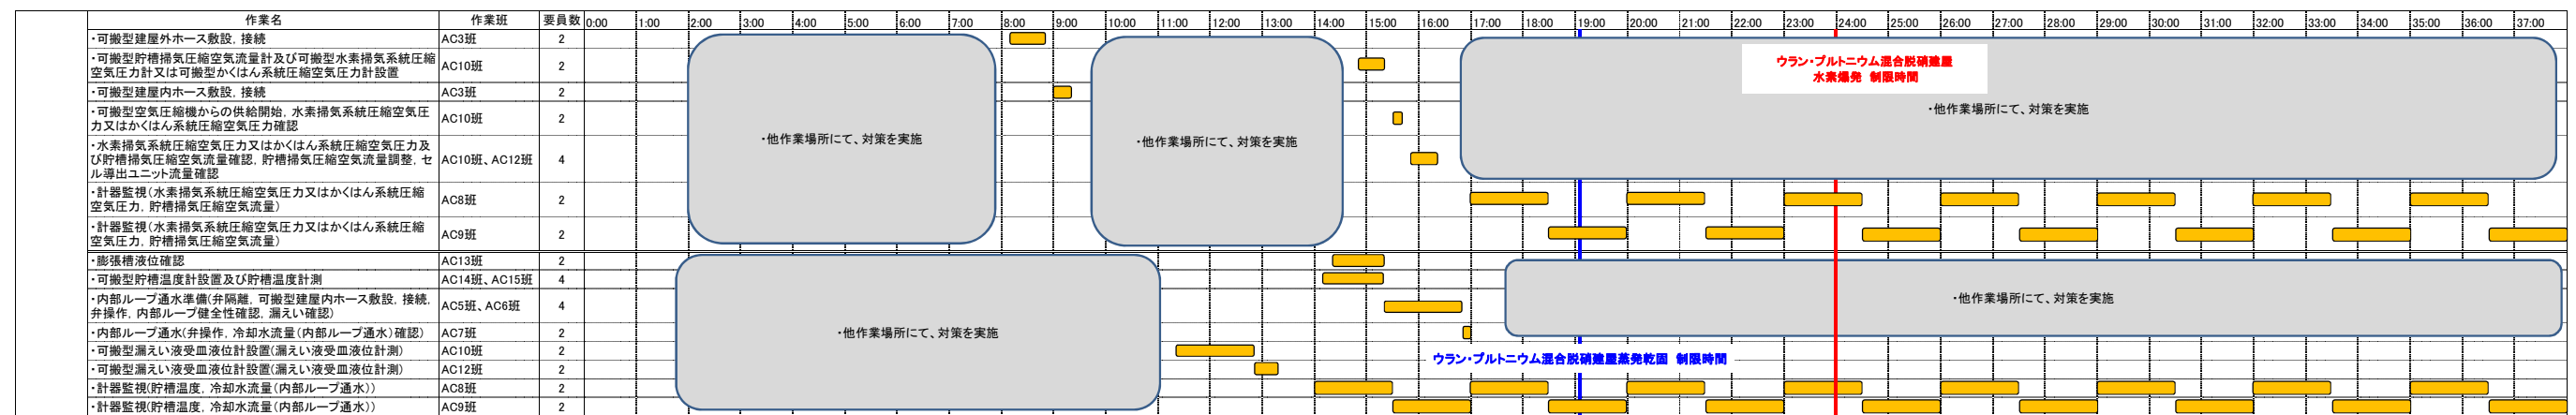 作業名 作業班 要員数 0:00 1:00 2:00 3:00 4:00 5:00 6:00 7:00 8:00 9:00 10:00 11:00 12:00 13:00 14:00 15:00 16:00 17:00 18:00 19:00 20:00 21:00 22:00 23:00 24:00 25:00 26:00 27:00 28:00 29:00 30:00 31:00 32:00 33:00 34:00 35:00 36:00 37:00
・可搬型建屋外ホース敷設, 接続 AC3班 2
・可搬型貯槽掃気圧縮空気流量計及び可搬型水素掃気系統圧縮
空気圧力計又は可搬型かくはん系統圧縮空気圧力計設置 AC10班 2
・可搬型建屋内ホース敷設, 接続 AC3班 2
・可搬型空気圧縮機からの供給開始, 水素掃気系統圧縮空気圧
力又はかくはん系統圧縮空気圧力確認 AC10班 2
・水素掃気系統圧縮空気圧力又はかくはん系統圧縮空気圧力及
び貯槽掃気圧縮空気流量確認, 貯槽掃気圧縮空気流量調整, セ
ル導出ユニット流量確認 AC10班、AC12班 4
・計器監視(水素掃気系統圧縮空気圧力又はかくはん系統圧縮
空気圧力, 貯槽掃気圧縮空気流量) AC8班 2
・計器監視(水素掃気系統圧縮空気圧力又はかくはん系統圧縮
空気圧力, 貯槽掃気圧縮空気流量) AC9班 2
・他作業場所にて、対策を実施
・他作業場所にて、対策を実施
ウラン・プルトニウム混合脱硝建屋
水素爆発 制限時間
・他作業場所にて、対策を実施
・膨張槽液位確認 AC13班 2
・可搬型貯槽温度計設置及び貯槽温度計測 AC14班、AC15班 4
・内部ループ通水準備(弁隔離, 可搬型建屋内ホース敷設, 接続,
弁操作, 内部ループ健全性確認, 漏えい確認) AC5班、AC6班 4
・内部ループ通水(弁操作, 冷却水流量(内部ループ通水)確認) AC7班 2
・可搬型漏えい液受皿液位計設置(漏えい液受皿液位計測) AC10班 2
・可搬型漏えい液受皿液位計設置(漏えい液受皿液位計測) AC12班 2
・計器監視(貯槽温度, 冷却水流量(内部ループ通水)) AC8班 2
・計器監視(貯槽温度, 冷却水流量(内部ループ通水)) AC9班 2
・他作業場所にて、対策を実施
・他作業場所にて、対策を実施
ウラン・プルトニウム混合脱硝建屋蒸発乾固 制限時間